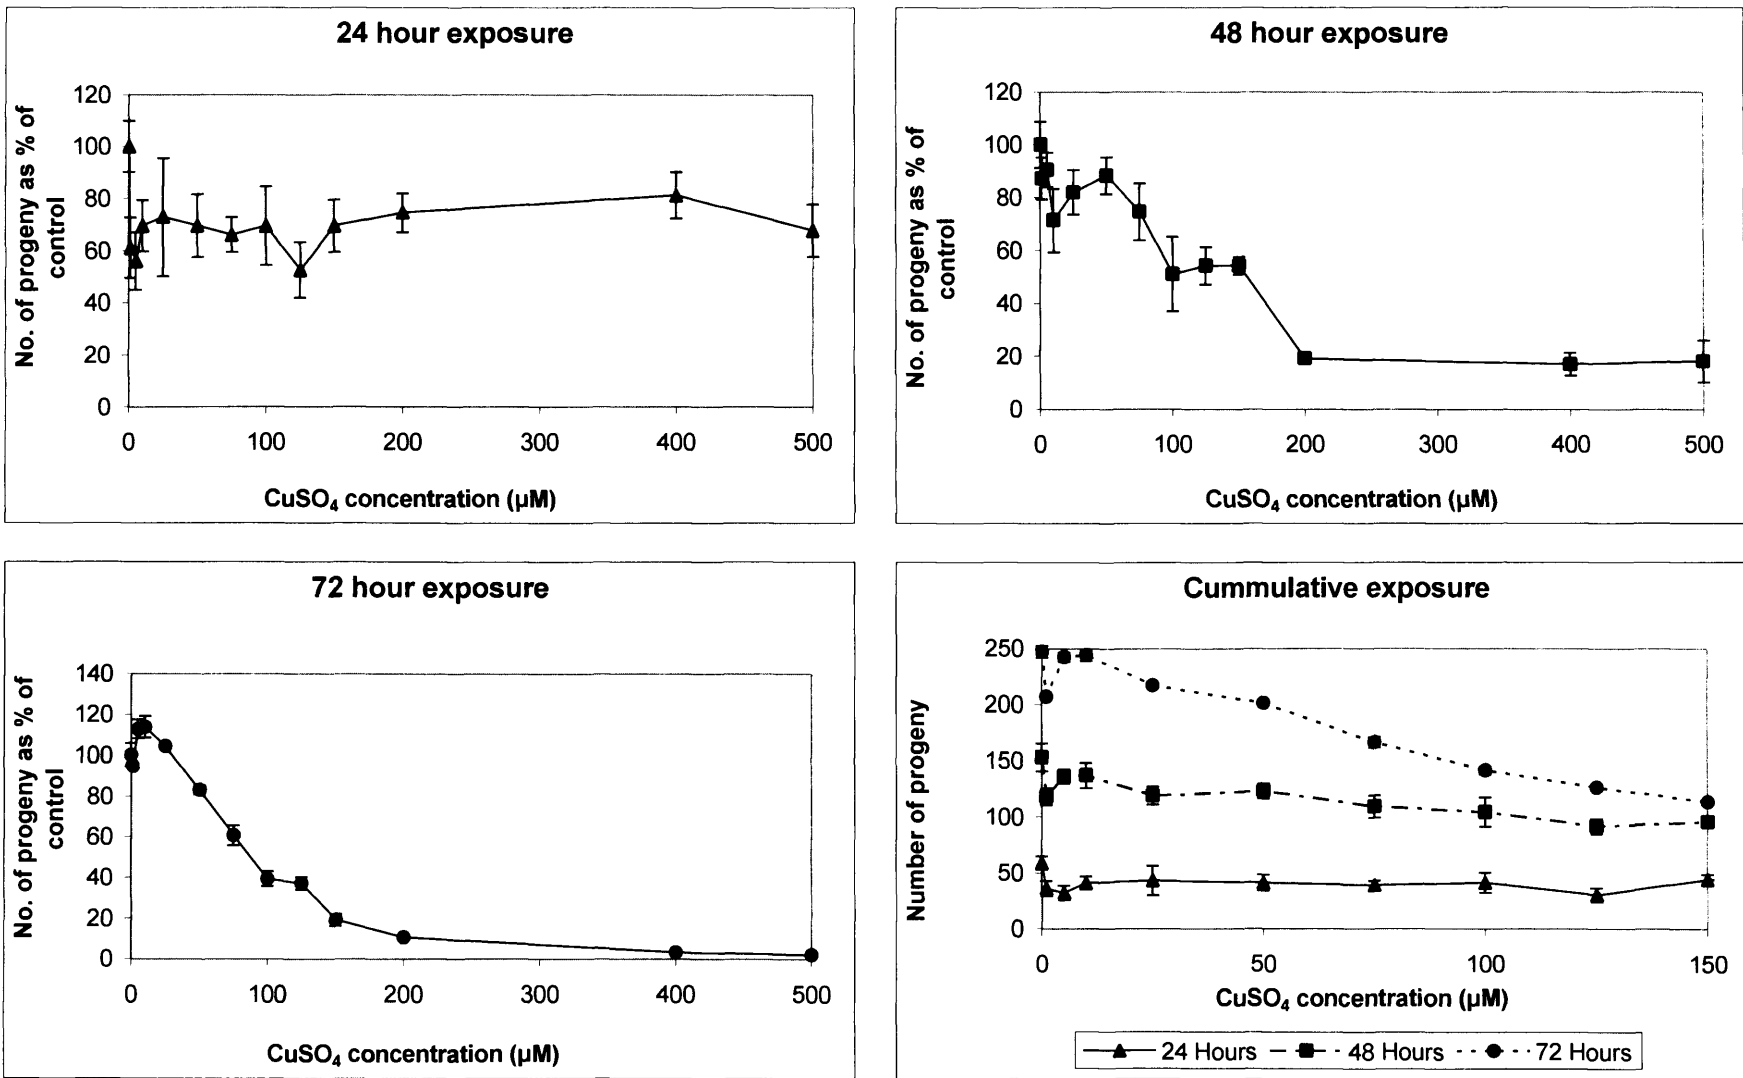 24 hour exposure
No. of progeny as % of
control
120
100
80
60
40
20
0
0 100 200 300 400 500
CuSO₄ concentration (µM)
48 hour exposure
No. of progeny as % of
control
120
100
80
60
40
20
0
0 100 200 300 400 500
CuSO₄ concentration (µM)
72 hour exposure
No. of progeny as % of
control
140
120
100
80
60
40
20
0
0 100 200 300 400 500
CuSO₄ concentration (µM)
Cummulative exposure
Number of progeny
250
200
150
100
50
0
0 50 100 150
CuSO₄ concentration (µM)
24 Hours 48 Hours 72 Hours